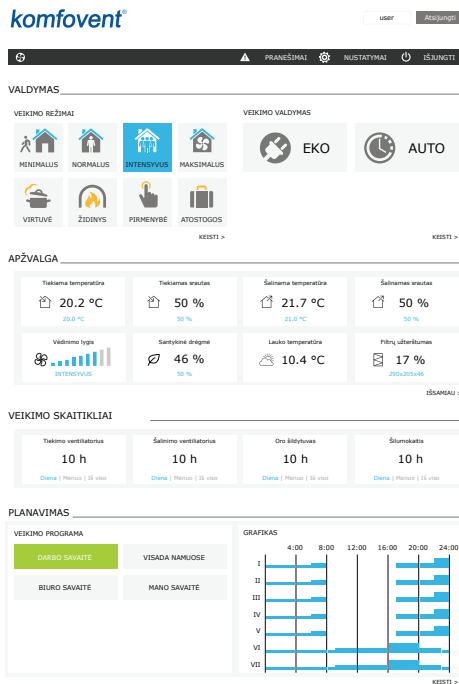 komfovent®
user Atsijungti
PRANEŠIMAI NUSTATYMAI IŠJUNGTI
VALDYMAS
VEIKIMO REŽIMAI
MINIMALUS NORMALUS INTENSYVUS MAKSIMALUS
VIRTUVĖ ŽIDINYS PIRMENYBĖ ATOSTOGOS
KEISTI >
VEIKIMO VALDYMAS
EKO AUTO
KEISTI >
APŽVALGA
Tiekiama temperatūra Tiekiamas srautas Šalinama temperatūra Šalinamas srautas
20.2 °C 50 % 21.7 °C 50 %
20.0 °C 50 % 21.0 °C 50 %
Vėdinimo lygis Santykinė drėgmė Lauko temperatūra Filtrų užterštumas
46 % 10.4 °C 17 %
INTENSYVUS 50 % 290x205x46
IŠSAMIAU >
VEIKIMO SKAITIKLIAI
Tiekimo ventiliatorius Šalinimo ventiliatorius Oro šildytuvas Šilumokaitis
10 h 10 h 10 h 10 h
Diena | Mėnuo | Iš viso Diena | Mėnuo | Iš viso Diena | Mėnuo | Iš viso Diena | Mėnuo | Iš viso
PLANAVIMAS
VEIKIMO PROGRAMA
DARBO SAVAITĖ VISADA NAMUOSE
BIURO SAVAITĖ MANO SAVAITĖ
GRAFIKAS
4:00 8:00 12:00 16:00 20:00 24:00
I
II
III
IV
V
VI
VII
KEISTI >